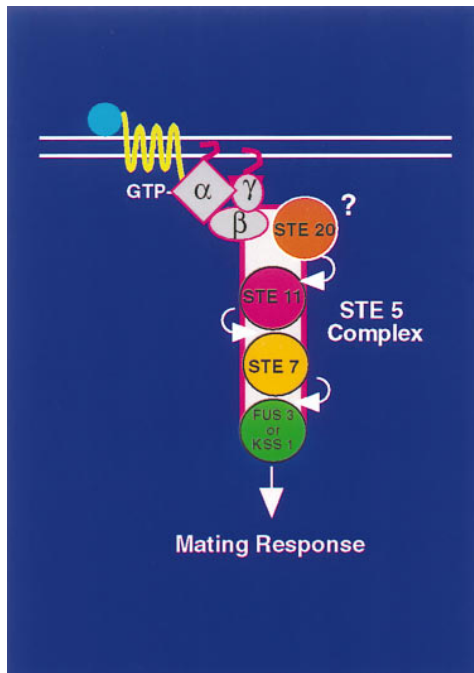 GTP-
α
γ
β
?
STE 20
STE 11
STE 5
Complex
STE 7
FUS 3
or
KSS 1
Mating Response